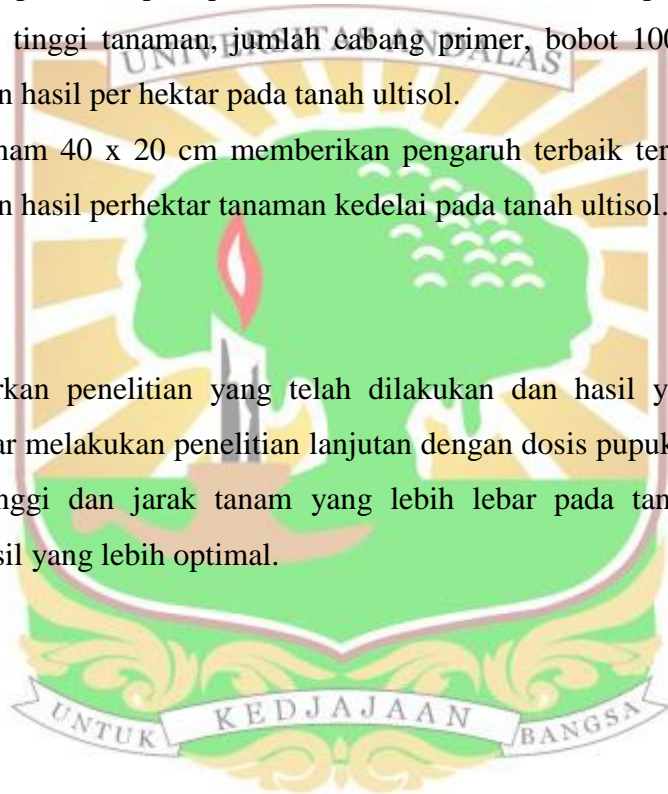 UNIVERSITAS ANDALAS
tinggi tanaman, jumlah cabang primer, bobot 100
n hasil per hektar pada tanah ultisol.
nam 40 x 20 cm memberikan pengaruh terbaik ter
n hasil perhektar tanaman kedelai pada tanah ultisol.
rkan penelitian yang telah dilakukan dan hasil y
ar melakukan penelitian lanjutan dengan dosis pupuk
nggi dan jarak tanam yang lebih lebar pada tan
sil yang lebih optimal.
UNTUK KEDJAJAAN BANGSA